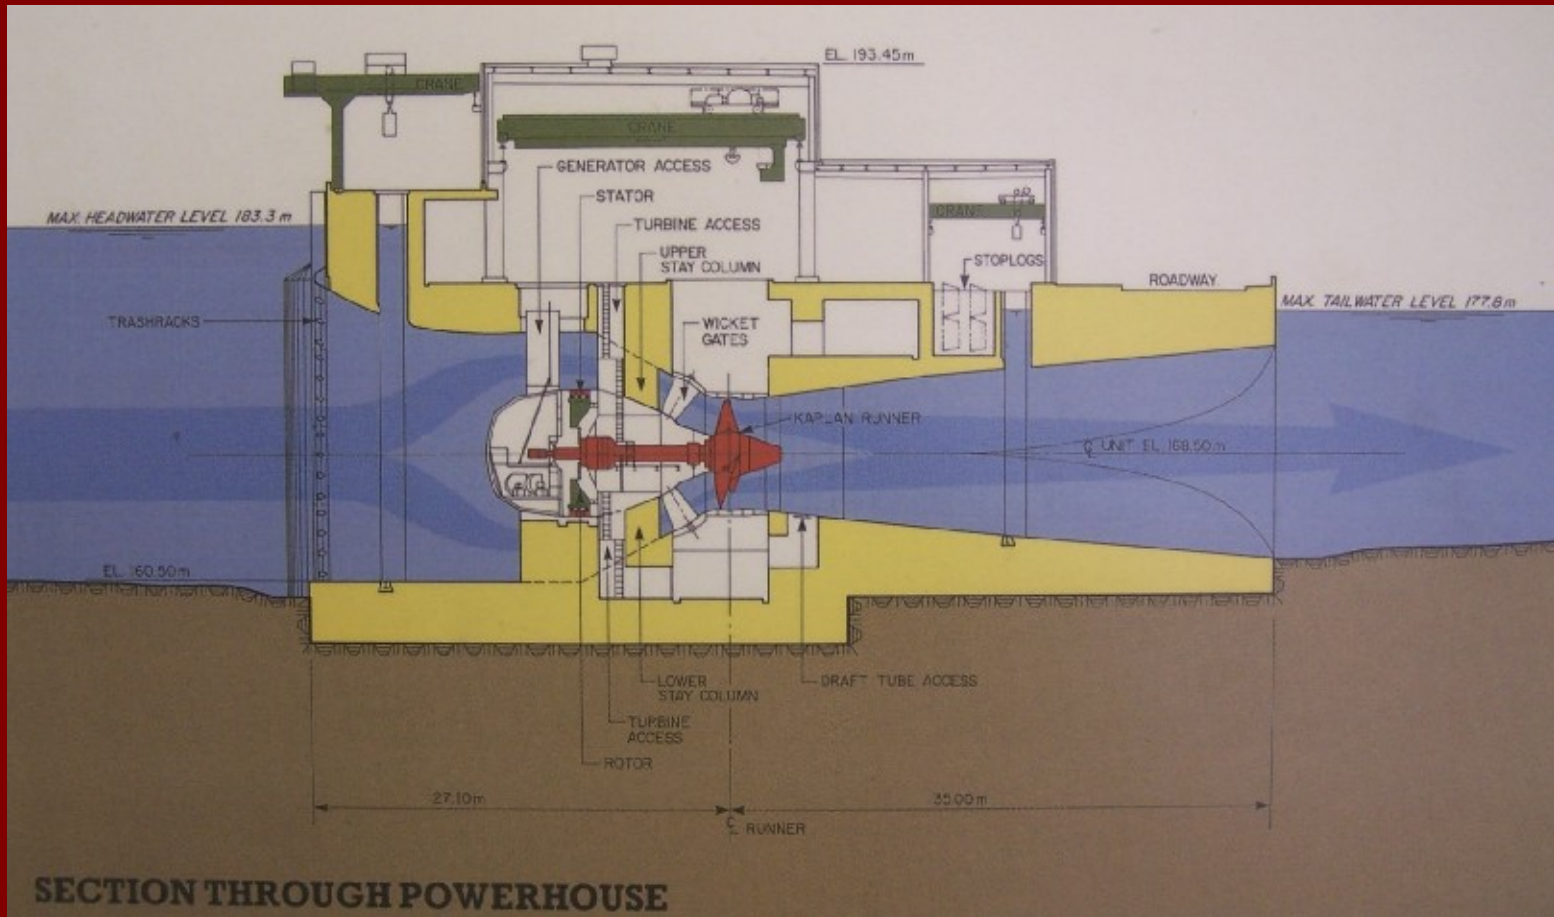 EL. 193.45m
CRANE
CRANE
GENERATOR ACCESS
STATOR
MAX. HEADWATER LEVEL 183.3 m
TURBINE ACCESS
CRANE
UPPER
STAY COLUMN
STOPLOGS
ROADWAY
MAX. TAILWATER LEVEL 177.8m
TRASHRACKS
WICKET
GATES
KAPLAN RUNNER
℄ UNIT EL. 168.50m
EL. 160.50m
LOWER
STAY COLUMN
DRAFT TUBE ACCESS
TURBINE
ACCESS
ROTOR
27.10m
35.00m
℄ RUNNER
SECTION THROUGH POWERHOUSE